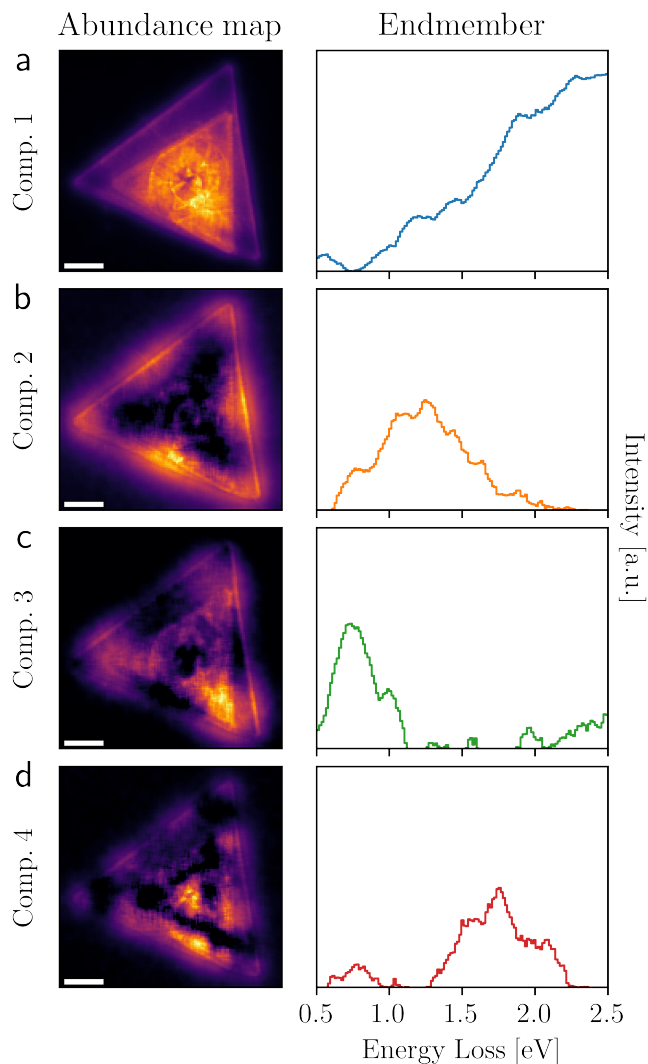 Abundance map
Endmember
a
Comp. 1
b
Comp. 2
c
Comp. 3
d
Comp. 4
Intensity [a.u.]
0.5 1.0 1.5 2.0 2.5
Energy Loss [eV]